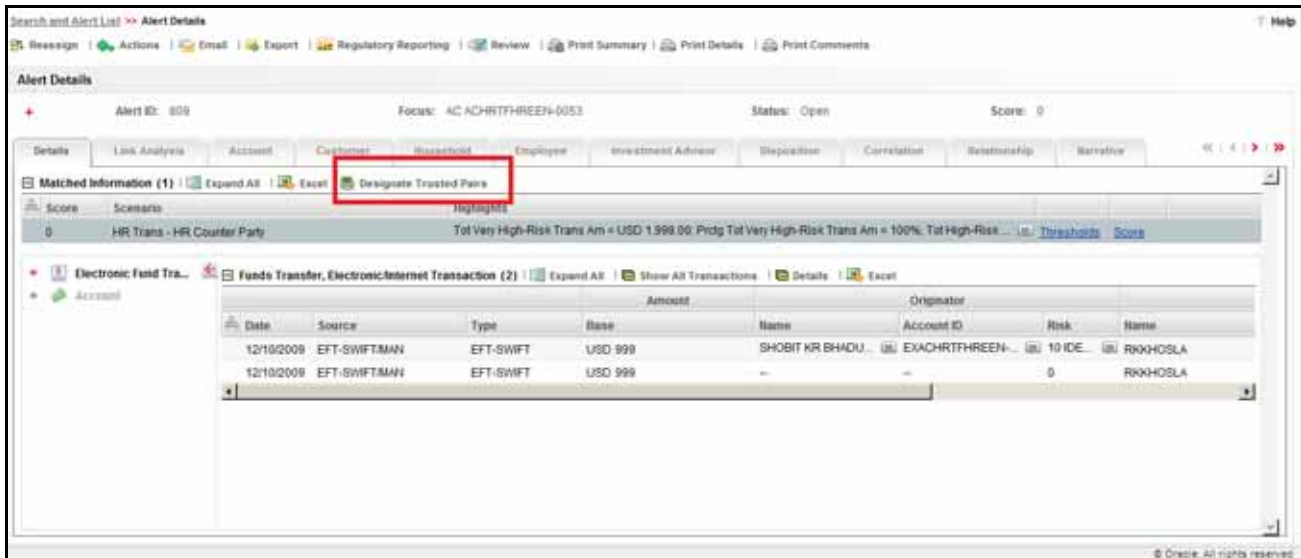 Search and Alert List >> Alert Details
? Help
Reassign | Actions | Email | Export | Regulatory Reporting | Review | Print Summary | Print Details | Print Comments
Alert Details
Alert ID: 809 Focus: AC ACHRTFHREEN-0053 Status: Open Score: 0
Details Link Analysis Account Customer Household Employee Investment Advisor Disposition Correlation Relationship Narrative
Matched Information (1) | Expand All | Excel Designate Trusted Pairs
Score Scenario Highlights
0 HR Trans - HR Counter Party Tot Very High-Risk Trans Am = USD 1,998.00; Prctg Tot Very High-Risk Trans Am = 100%; Tot High-Risk ... Thresholds Score
Electronic Fund Tra... Funds Transfer, Electronic/Internet Transaction (2) | Expand All | Show All Transactions | Details | Excel
Account
Amount Originator
Date Source Type Base Name Account ID Risk Name
12/10/2009 EFT-SWIFT/MAN EFT-SWIFT USD 999 SHOBIT KR BHADU... EXACHRTFHREEN-... 10 IDE... RKKHOSLA
12/10/2009 EFT-SWIFT/MAN EFT-SWIFT USD 999 -- -- 0 RKKHOSLA
© Oracle. All rights reserved